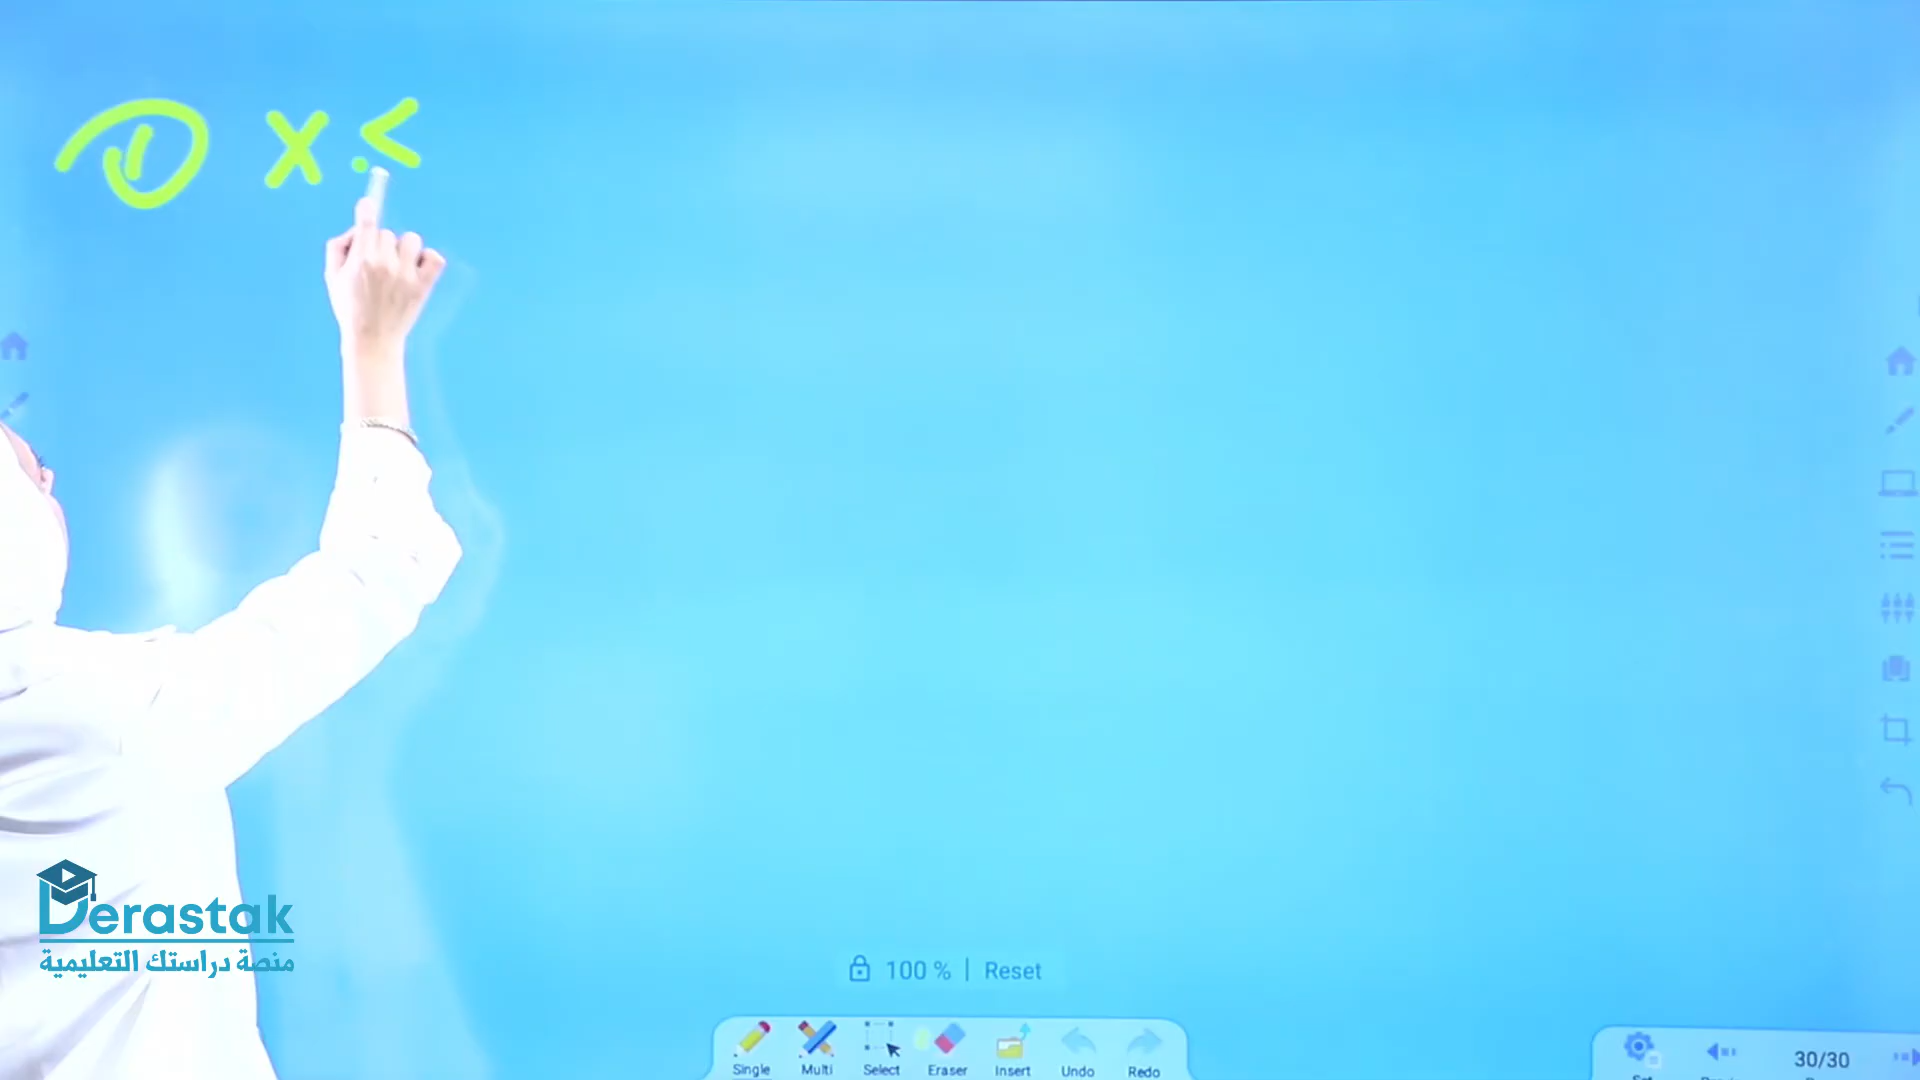 ① x <
Derastak
منصة دراستك التعليمية
100 % | Reset
Single Multi Select Eraser Insert Undo Redo
30/30